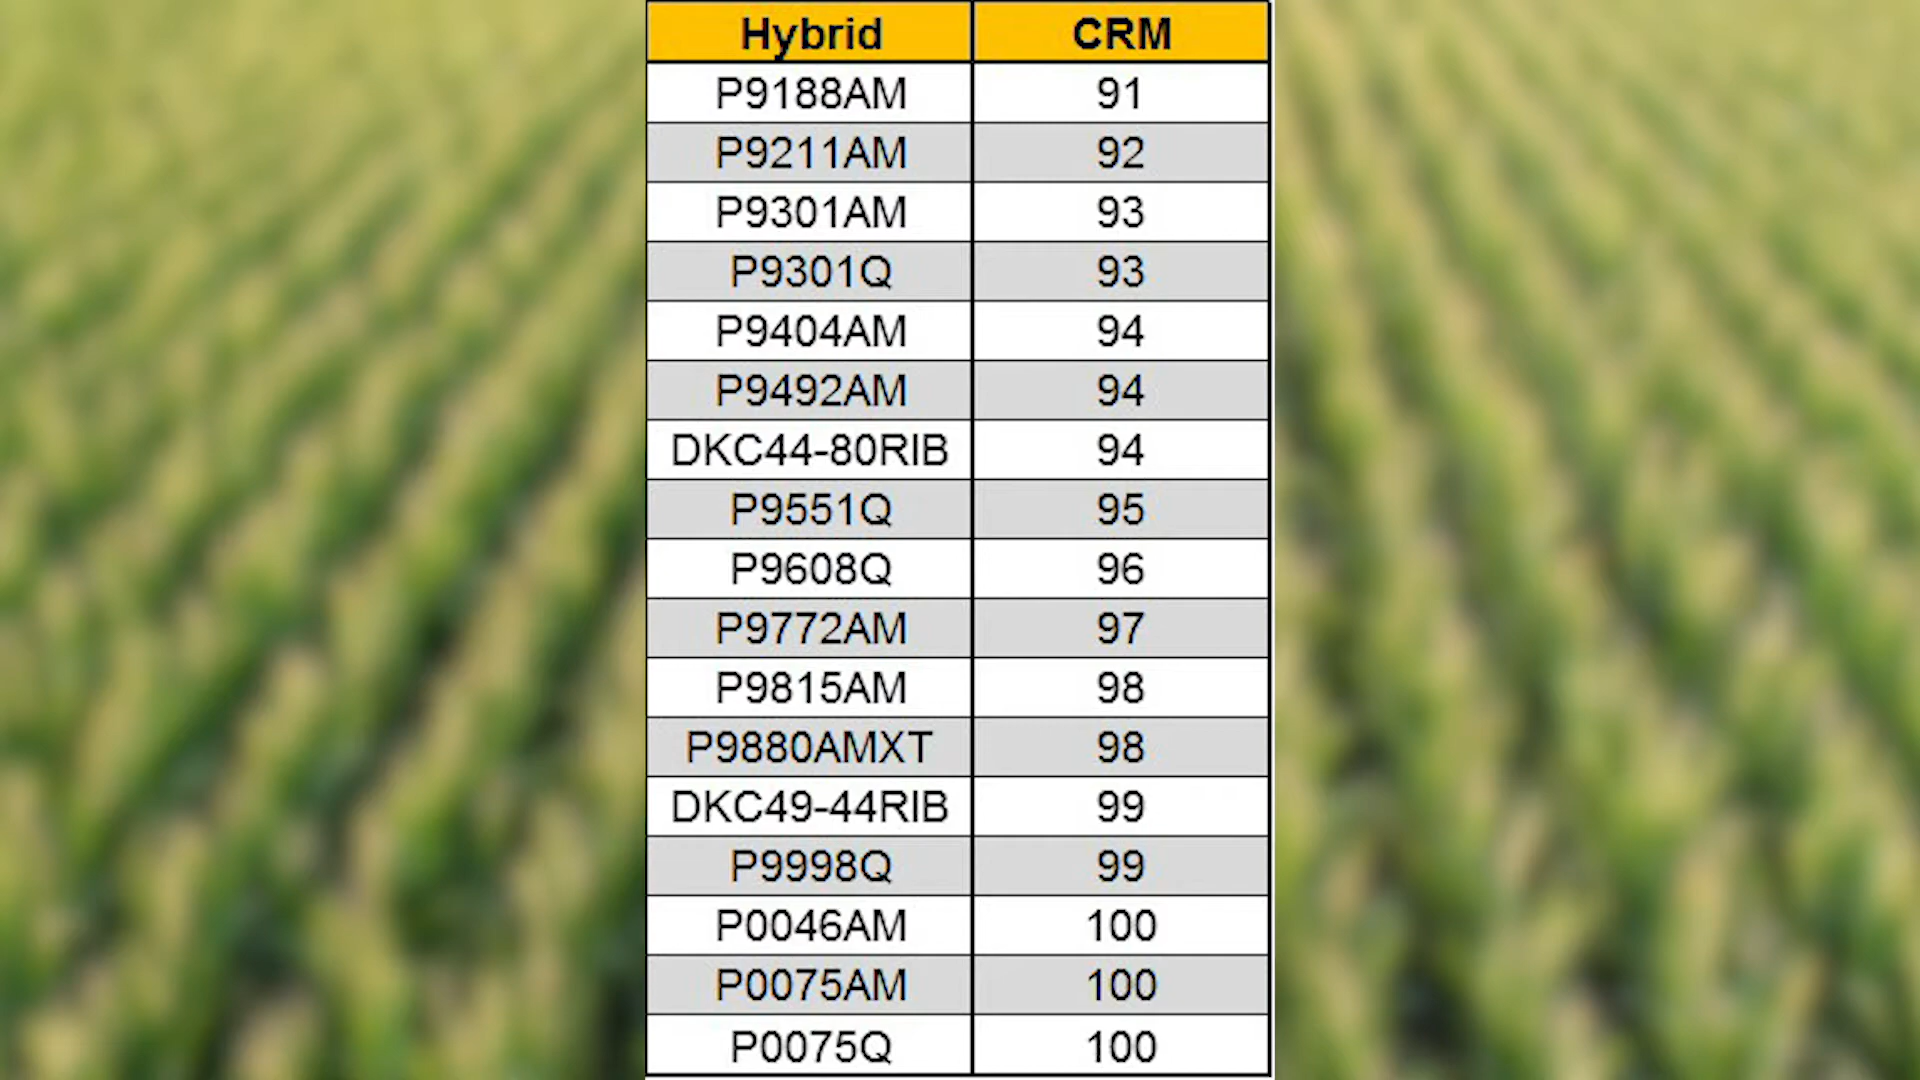 Hybrid CRM
P9188AM 91
P9211AM 92
P9301AM 93
P9301Q 93
P9404AM 94
P9492AM 94
DKC44-80RIB 94
P9551Q 95
P9608Q 96
P9772AM 97
P9815AM 98
P9880AMXT 98
DKC49-44RIB 99
P9998Q 99
P0046AM 100
P0075AM 100
P0075Q 100